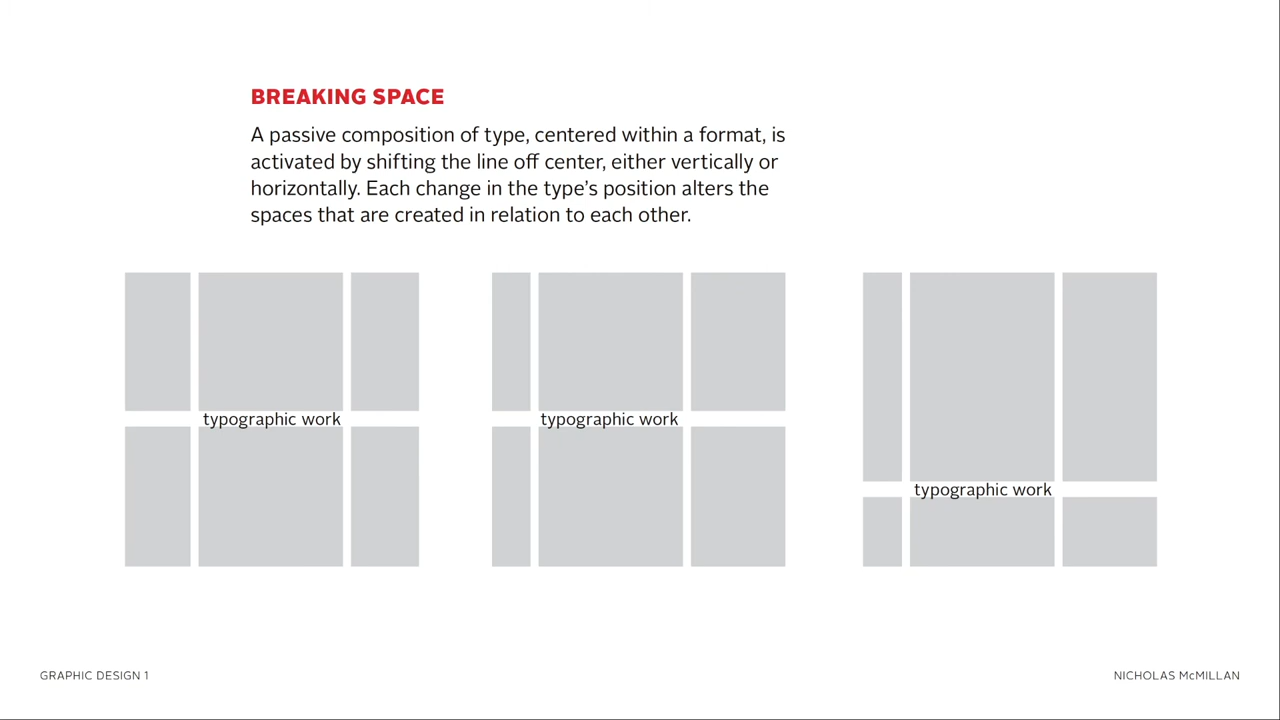 BREAKING SPACE
A passive composition of type, centered within a format, is
activated by shifting the line off center, either vertically or
horizontally. Each change in the type’s position alters the
spaces that are created in relation to each other.
typographic work
typographic work
typographic work
GRAPHIC DESIGN 1
NICHOLAS McMILLAN